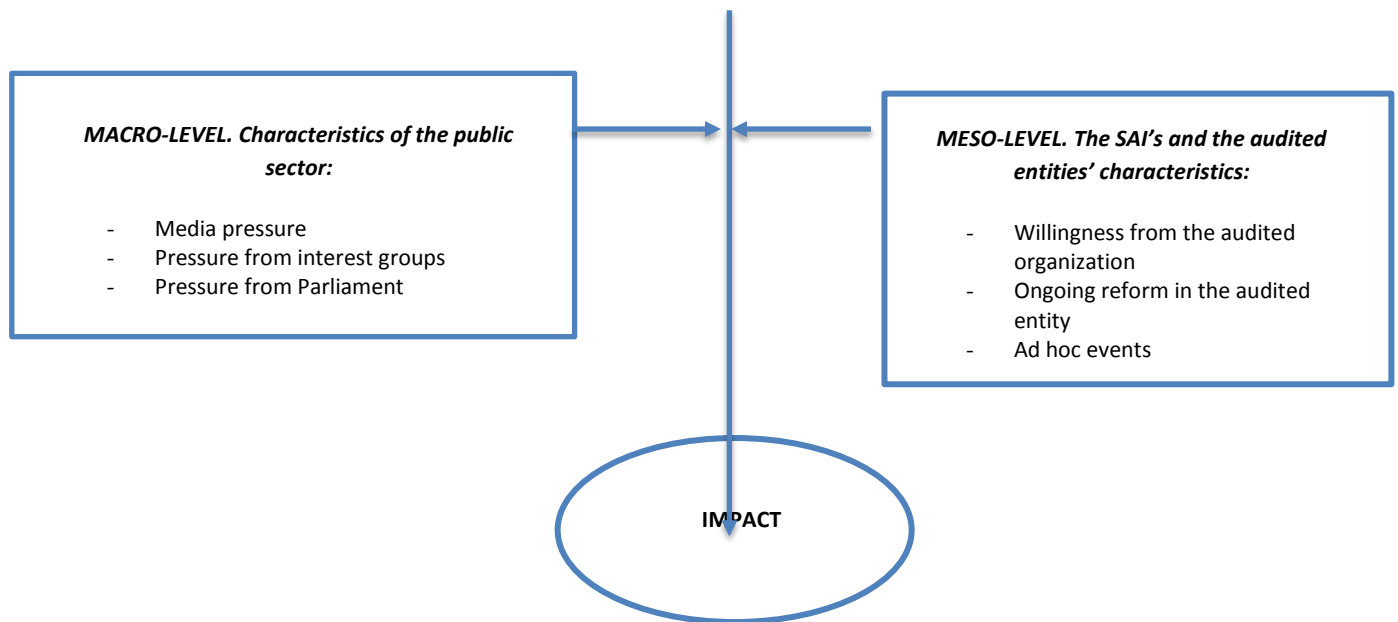 MACRO-LEVEL. Characteristics of the public
sector:
- Media pressure
- Pressure from interest groups
- Pressure from Parliament
MESO-LEVEL. The SAI’s and the audited
entities’ characteristics:
- Willingness from the audited
organization
- Ongoing reform in the audited
entity
- Ad hoc events
IMPACT